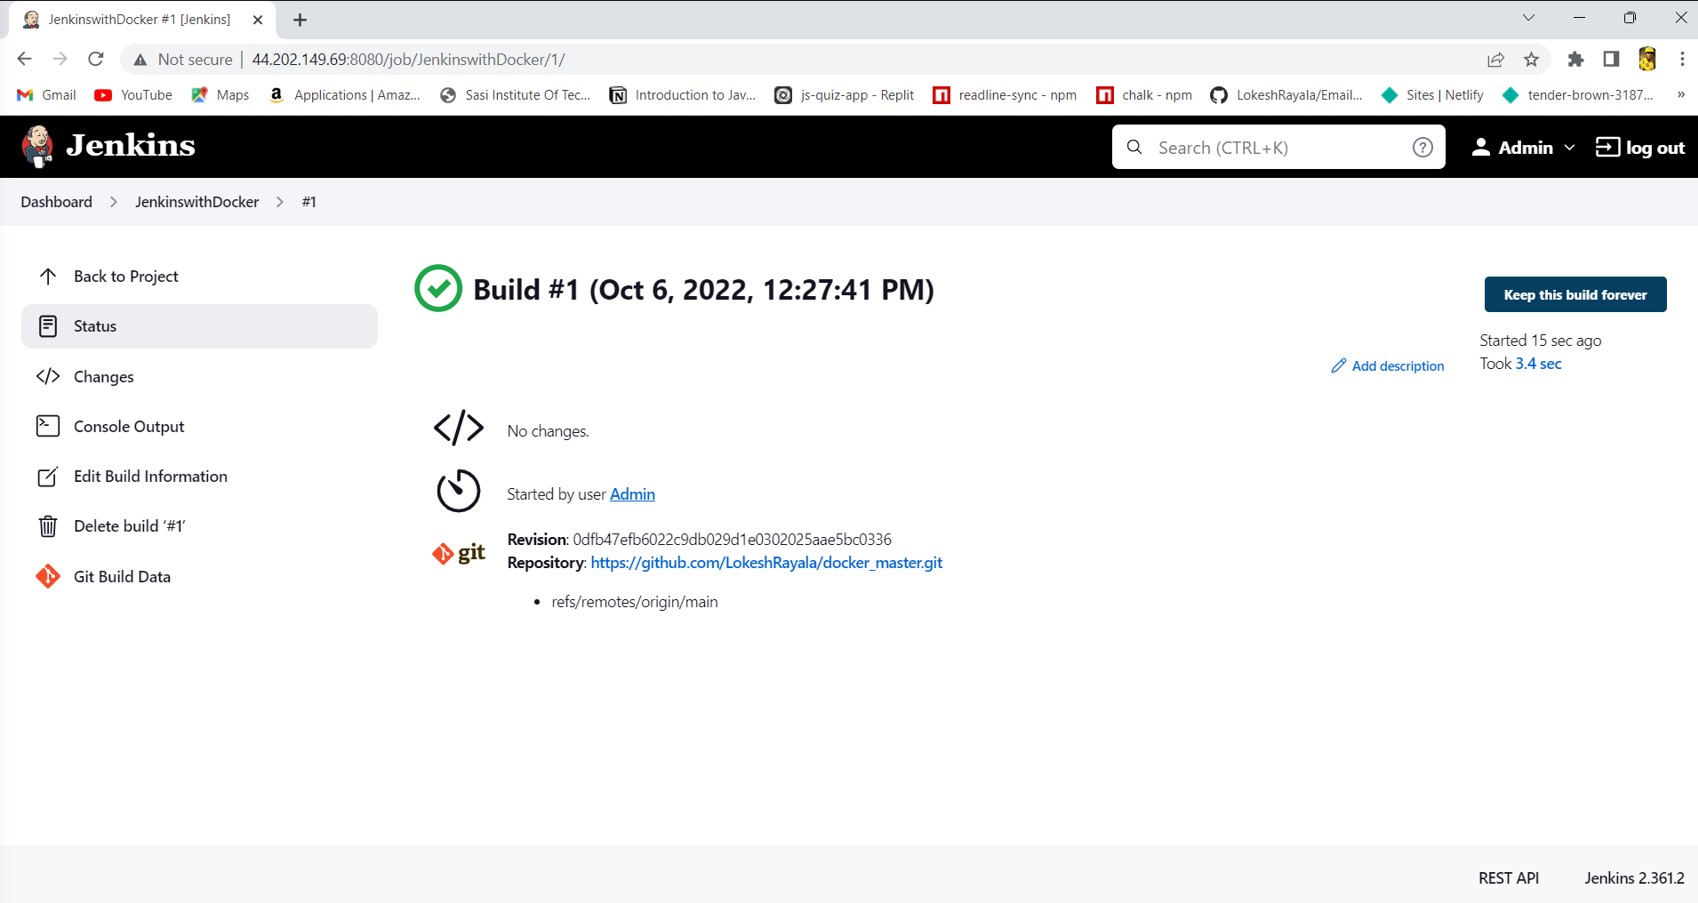 JenkinswithDocker #1 [Jenkins]
Not secure | 44.202.149.69:8080/job/JenkinswithDocker/1/
Gmail YouTube Maps Applications | Amaz... Sasi Institute Of Tec... Introduction to Jav... js-quiz-app - Replit readline-sync - npm chalk - npm LokeshRayala/Email... Sites | Netlify tender-brown-3187... »
Jenkins Search (CTRL+K) ? Admin log out
Dashboard > JenkinswithDocker > #1
Back to Project
Status
Changes
Console Output
Edit Build Information
Delete build ‘#1’
Git Build Data
Build #1 (Oct 6, 2022, 12:27:41 PM)
Keep this build forever
Started 15 sec ago
Took 3.4 sec
Add description
No changes.
Started by user Admin
git
Revision: 0dfb47efb6022c9db029d1e0302025aae5bc0336
Repository: https://github.com/LokeshRayala/docker_master.git
• refs/remotes/origin/main
REST API Jenkins 2.361.2